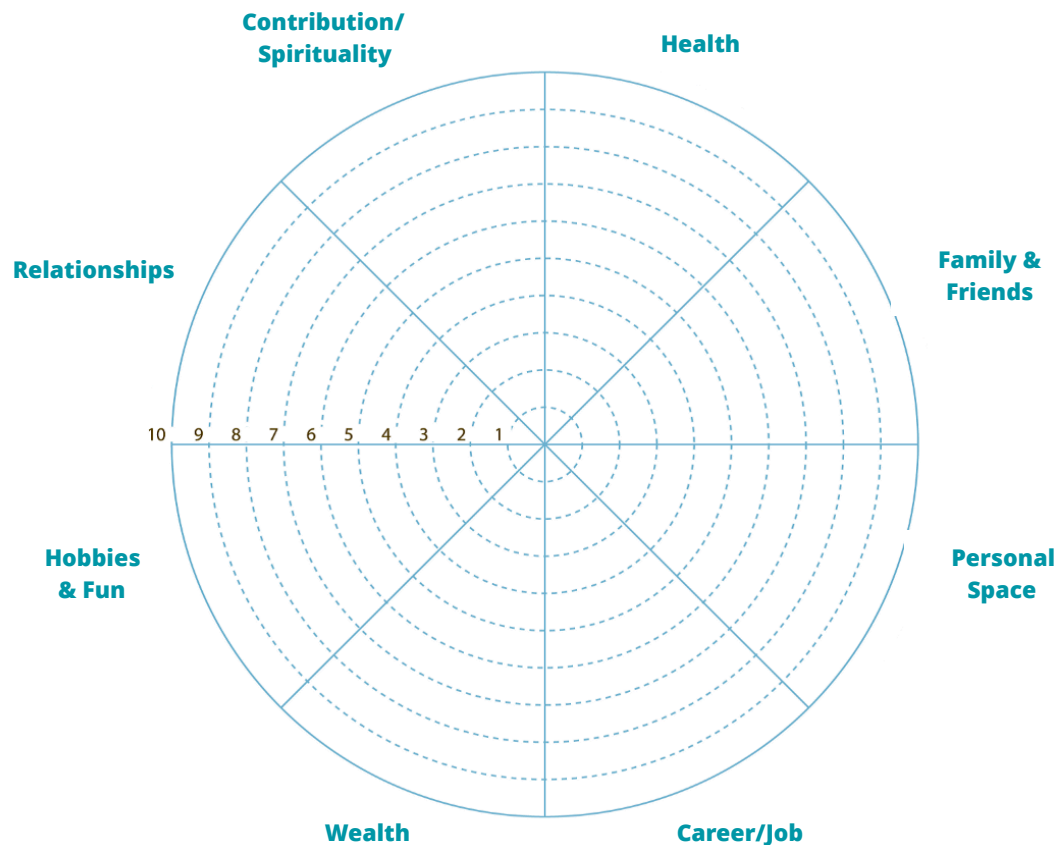 Contribution/
Spirituality
Health
Relationships
Family &
Friends
10 9 8 7 6 5 4 3 2 1
Hobbies
& Fun
Personal
Space
Wealth
Career/Job